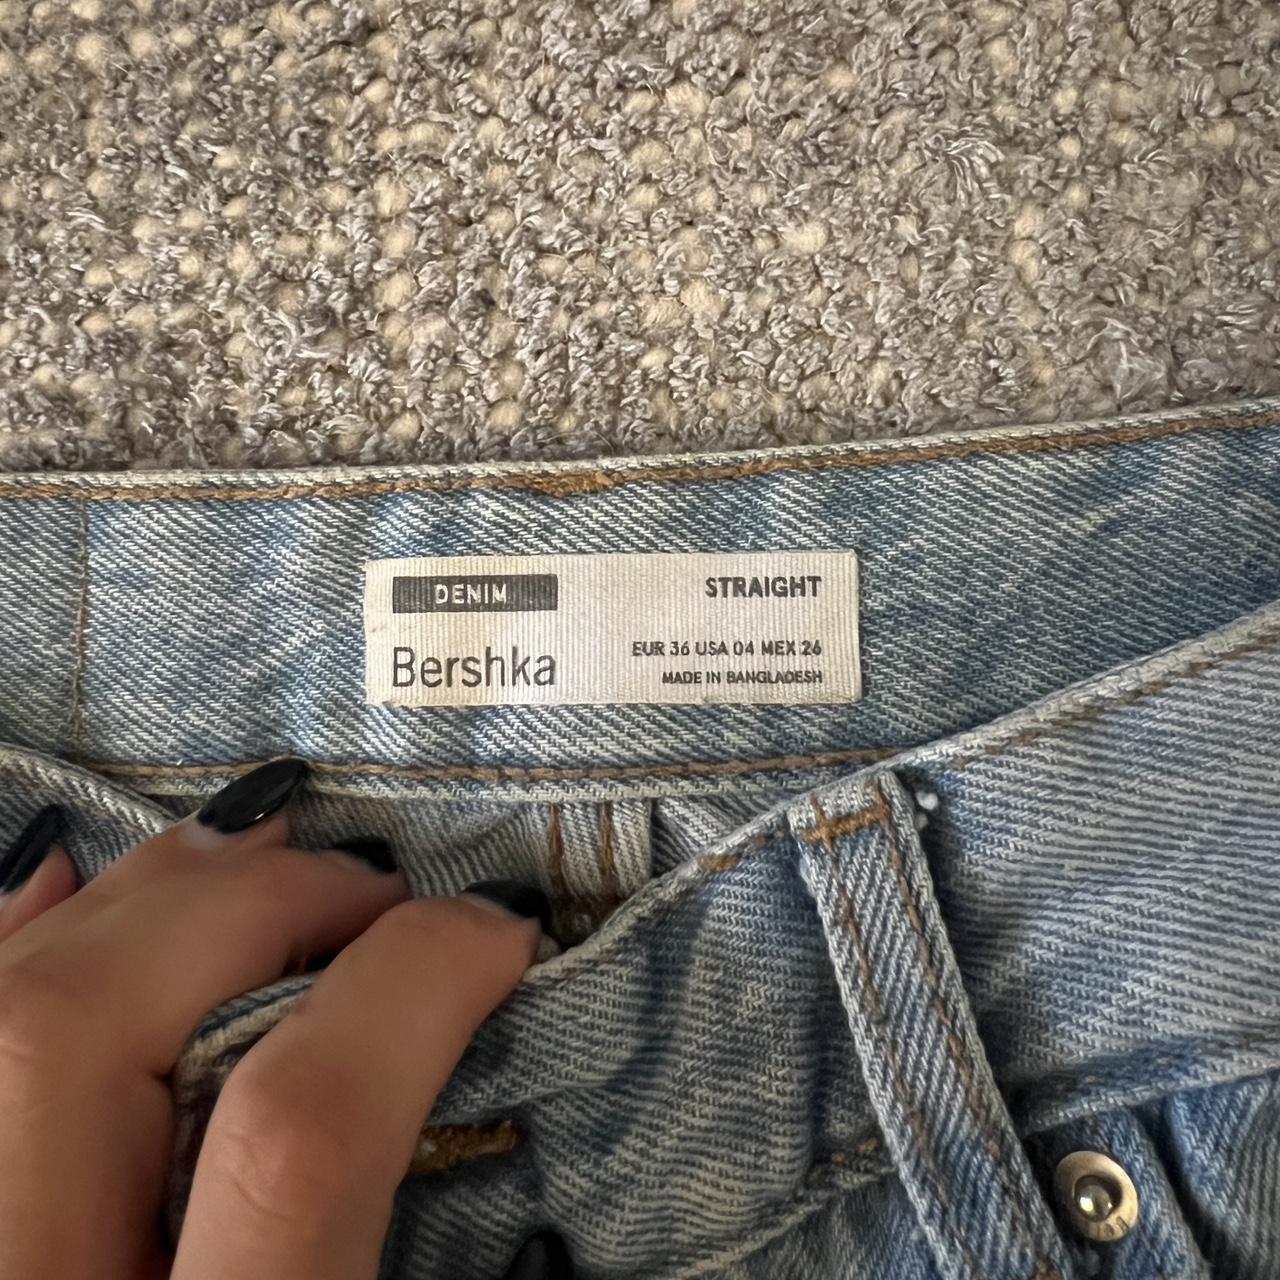 DENIM
STRAIGHT
Bershka
EUR 36 USA 04 MEX 26
MADE IN BANGLADESH